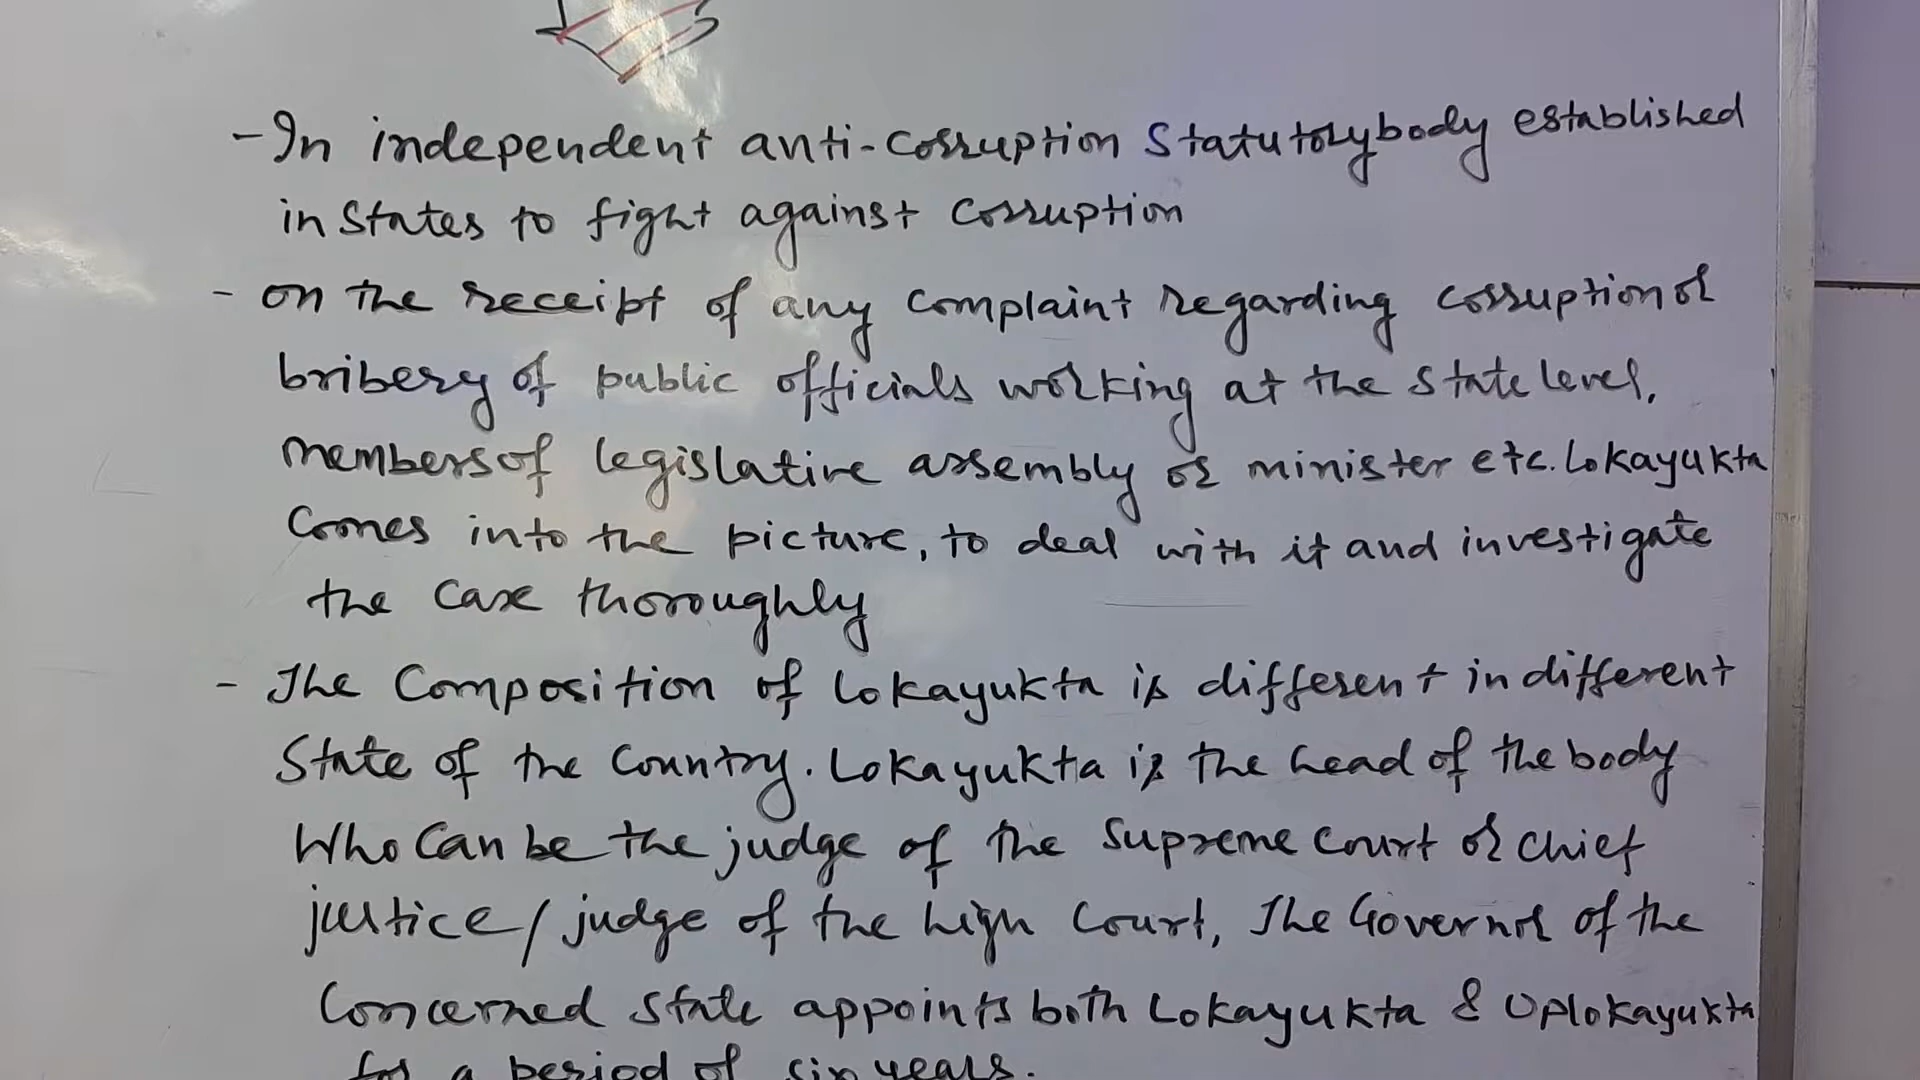 - In independent anti-corruption Statutory body established
in States to fight against corruption
- on the receipt of any complaint regarding corruption or
bribery of public officials working at the state level,
members of legislative assembly or minister etc. Lokayukta
Comes into the picture, to deal with it and investigate
the case thoroughly
- The Composition of Lokayukta is different in different
State of the Country. Lokayukta is the head of the body
Who Can be the judge of the Supreme Court or chief
justice / judge of the high Court, The Governor of the
Concerned State appoints both Lokayukta & Uplokayukta
for a period of six years.